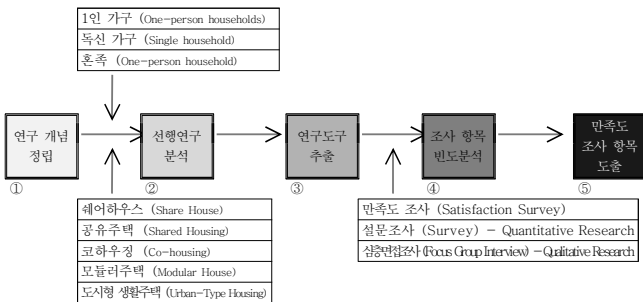 1인 가구 (One-person households)
독신 가구 (Single household)
혼족 (One-person household)
연구 개념
정립
①
선행연구
분석
②
연구도구
추출
③
조사 항목
빈도분석
④
만족도
조사 항목
도출
⑤
쉐어하우스 (Share House)
공유주택 (Shared Housing)
코하우징 (Co-housing)
모듈러주택 (Modular House)
도시형 생활주택 (Urban-Type Housing)
만족도 조사 (Satisfaction Survey)
설문조사 (Survey) - Quantitative Research
심층면접조사 (Focus Group Interview) - Qualitative Research